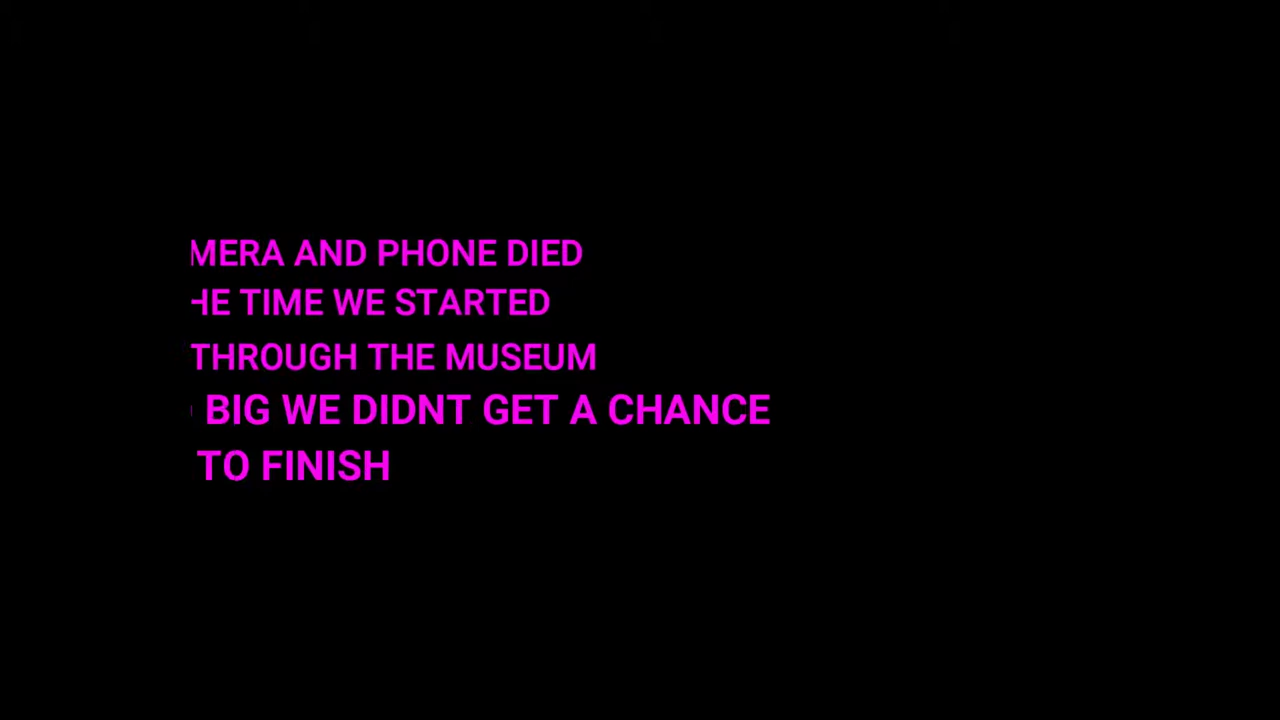 MERA AND PHONE DIED
HE TIME WE STARTED
THROUGH THE MUSEUM
BIG WE DIDNT GET A CHANCE
TO FINISH